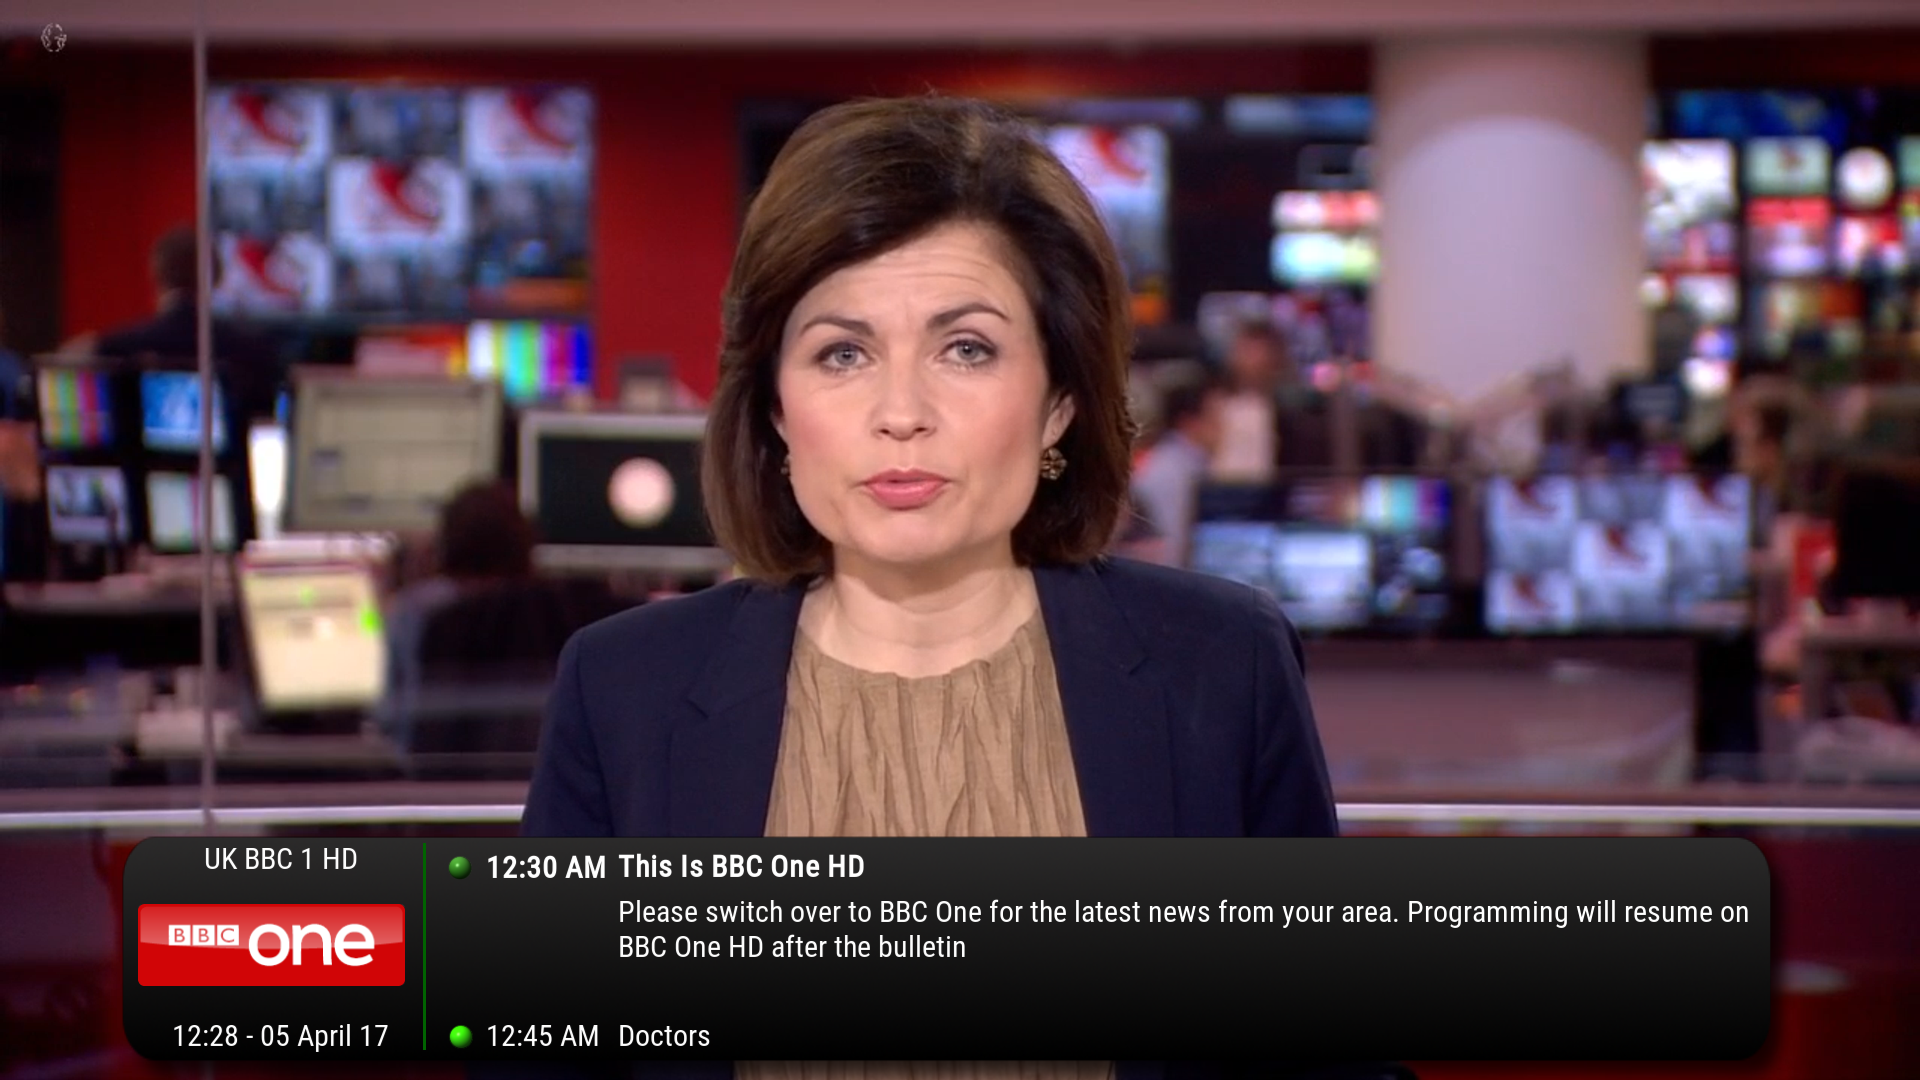 UK BBC 1 HD
BBC one
12:28 - 05 April 17
12:30 AM This Is BBC One HD
Please switch over to BBC One for the latest news from your area. Programming will resume on
BBC One HD after the bulletin
12:45 AM Doctors